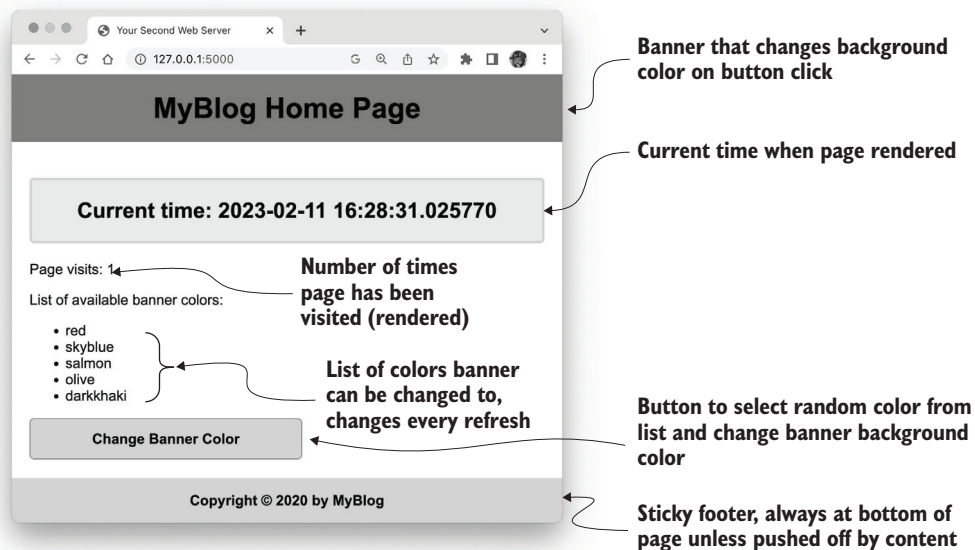 Your Second Web Server
127.0.0.1:5000
MyBlog Home Page
Current time: 2023-02-11 16:28:31.025770
Page visits: 1
List of available banner colors:
• red
• skyblue
• salmon
• olive
• darkkhaki
Change Banner Color
Copyright © 2020 by MyBlog
Banner that changes background
color on button click
Current time when page rendered
Number of times
page has been
visited (rendered)
List of colors banner
can be changed to,
changes every refresh
Button to select random color from
list and change banner background
color
Sticky footer, always at bottom of
page unless pushed off by content